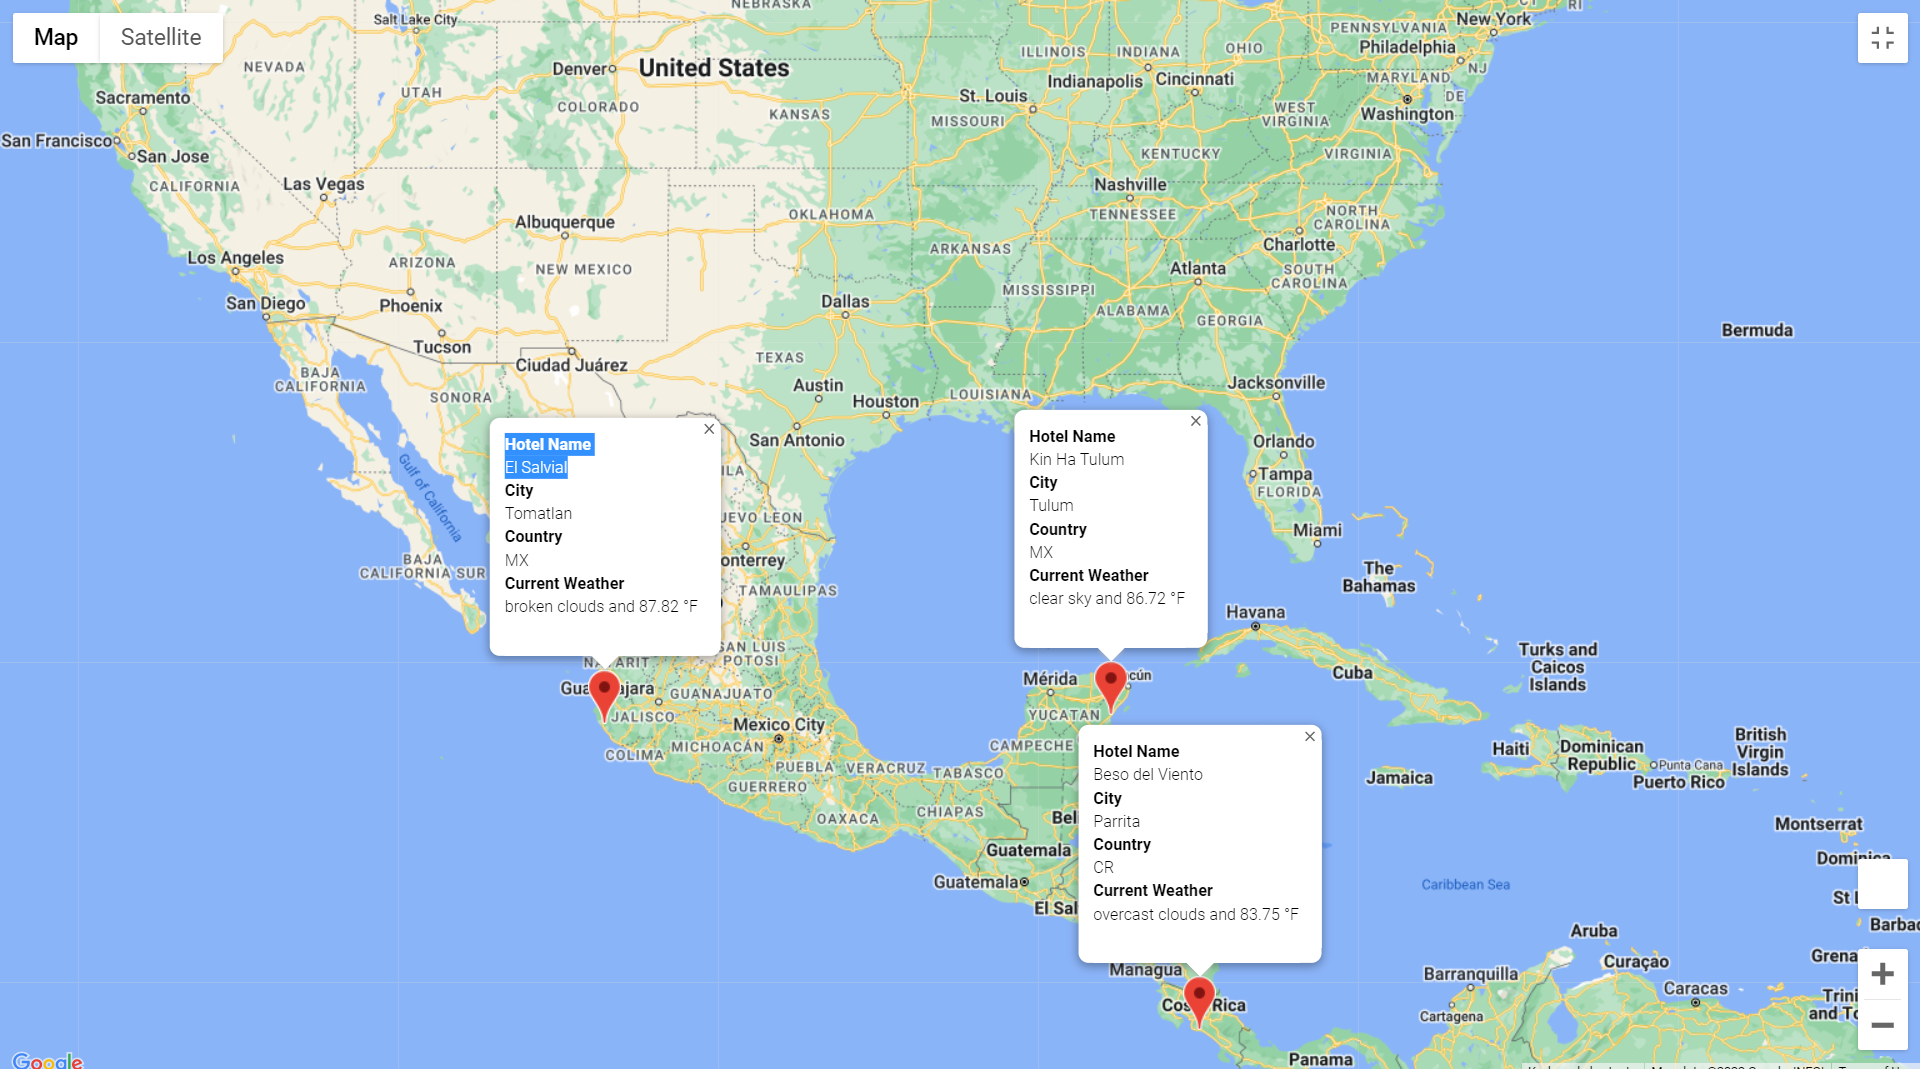 Map
Satellite
NEBRASKA
Salt Lake City
New York
RI
CT
PENNSYLVANIA
Philadelphia
NEVADA
Denver
United States
ILLINOIS
INDIANA
OHIO
Indianapolis
Cincinnati
MARYLAND
NJ
UTAH
COLORADO
Sacramento
KANSAS
St. Louis
MISSOURI
WEST
VIRGINIA
DE
Washington
San Francisco
San Jose
KENTUCKY
VIRGINIA
CALIFORNIA
Las Vegas
Nashville
Albuquerque
OKLAHOMA
TENNESSEE
NORTH
CAROLINA
Los Angeles
ARIZONA
NEW MEXICO
ARKANSAS
Charlotte
Atlanta
SOUTH
CAROLINA
San Diego
Phoenix
Dallas
MISSISSIPPI
ALABAMA
GEORGIA
Bermuda
Tucson
Ciudad Juárez
TEXAS
BAJA
CALIFORNIA
SONORA
Austin
Houston
LOUISIANA
Jacksonville
San Antonio
Orlando
Tampa
FLORIDA
Miami
Gulf of California
Hotel Name
El Salvial
City
Tomatlan
Country
MX
Current Weather
broken clouds and 87.82 °F
Hotel Name
Kin Ha Tulum
City
Tulum
Country
MX
Current Weather
clear sky and 86.72 °F
ILA
UEVO LEON
onterrey
TAMAULIPAS
BAJA
CALIFORNIA SUR
The
Bahamas
Havana
SAN LUIS
POTOSI
NAYARIT
Turks and
Caicos
Islands
Cuba
Gua
ajara
GUANAJUATO
JALISCO
Mérida
cún
YUCATAN
Mexico City
COLIMA
MICHOACÁN
CAMPECHE
PUEBLA
VERACRUZ
TABASCO
GUERRERO
OAXACA
CHIAPAS
Haiti
Dominican
Republic
Punta Cana
Puerto Rico
British
Virgin
Islands
Jamaica
Hotel Name
Beso del Viento
City
Parrita
Country
CR
Current Weather
overcast clouds and 83.75 °F
Beli
Guatemala
Guatemala
El Sal
Montserrat
Dominica
Caribbean Sea
St L
Barbad
Aruba
Curaçao
Grena
Managua
Barranquilla
Caracas
Trini
and To
Costa Rica
Cartagena
Panama
Google